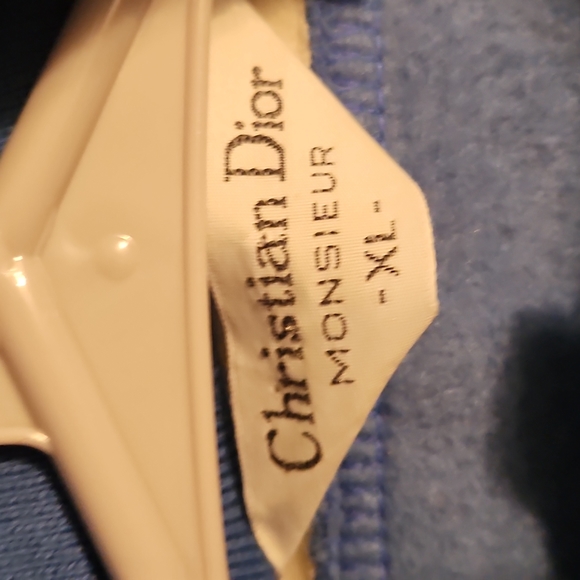 Christian Dior
MONSIEUR
-XL-